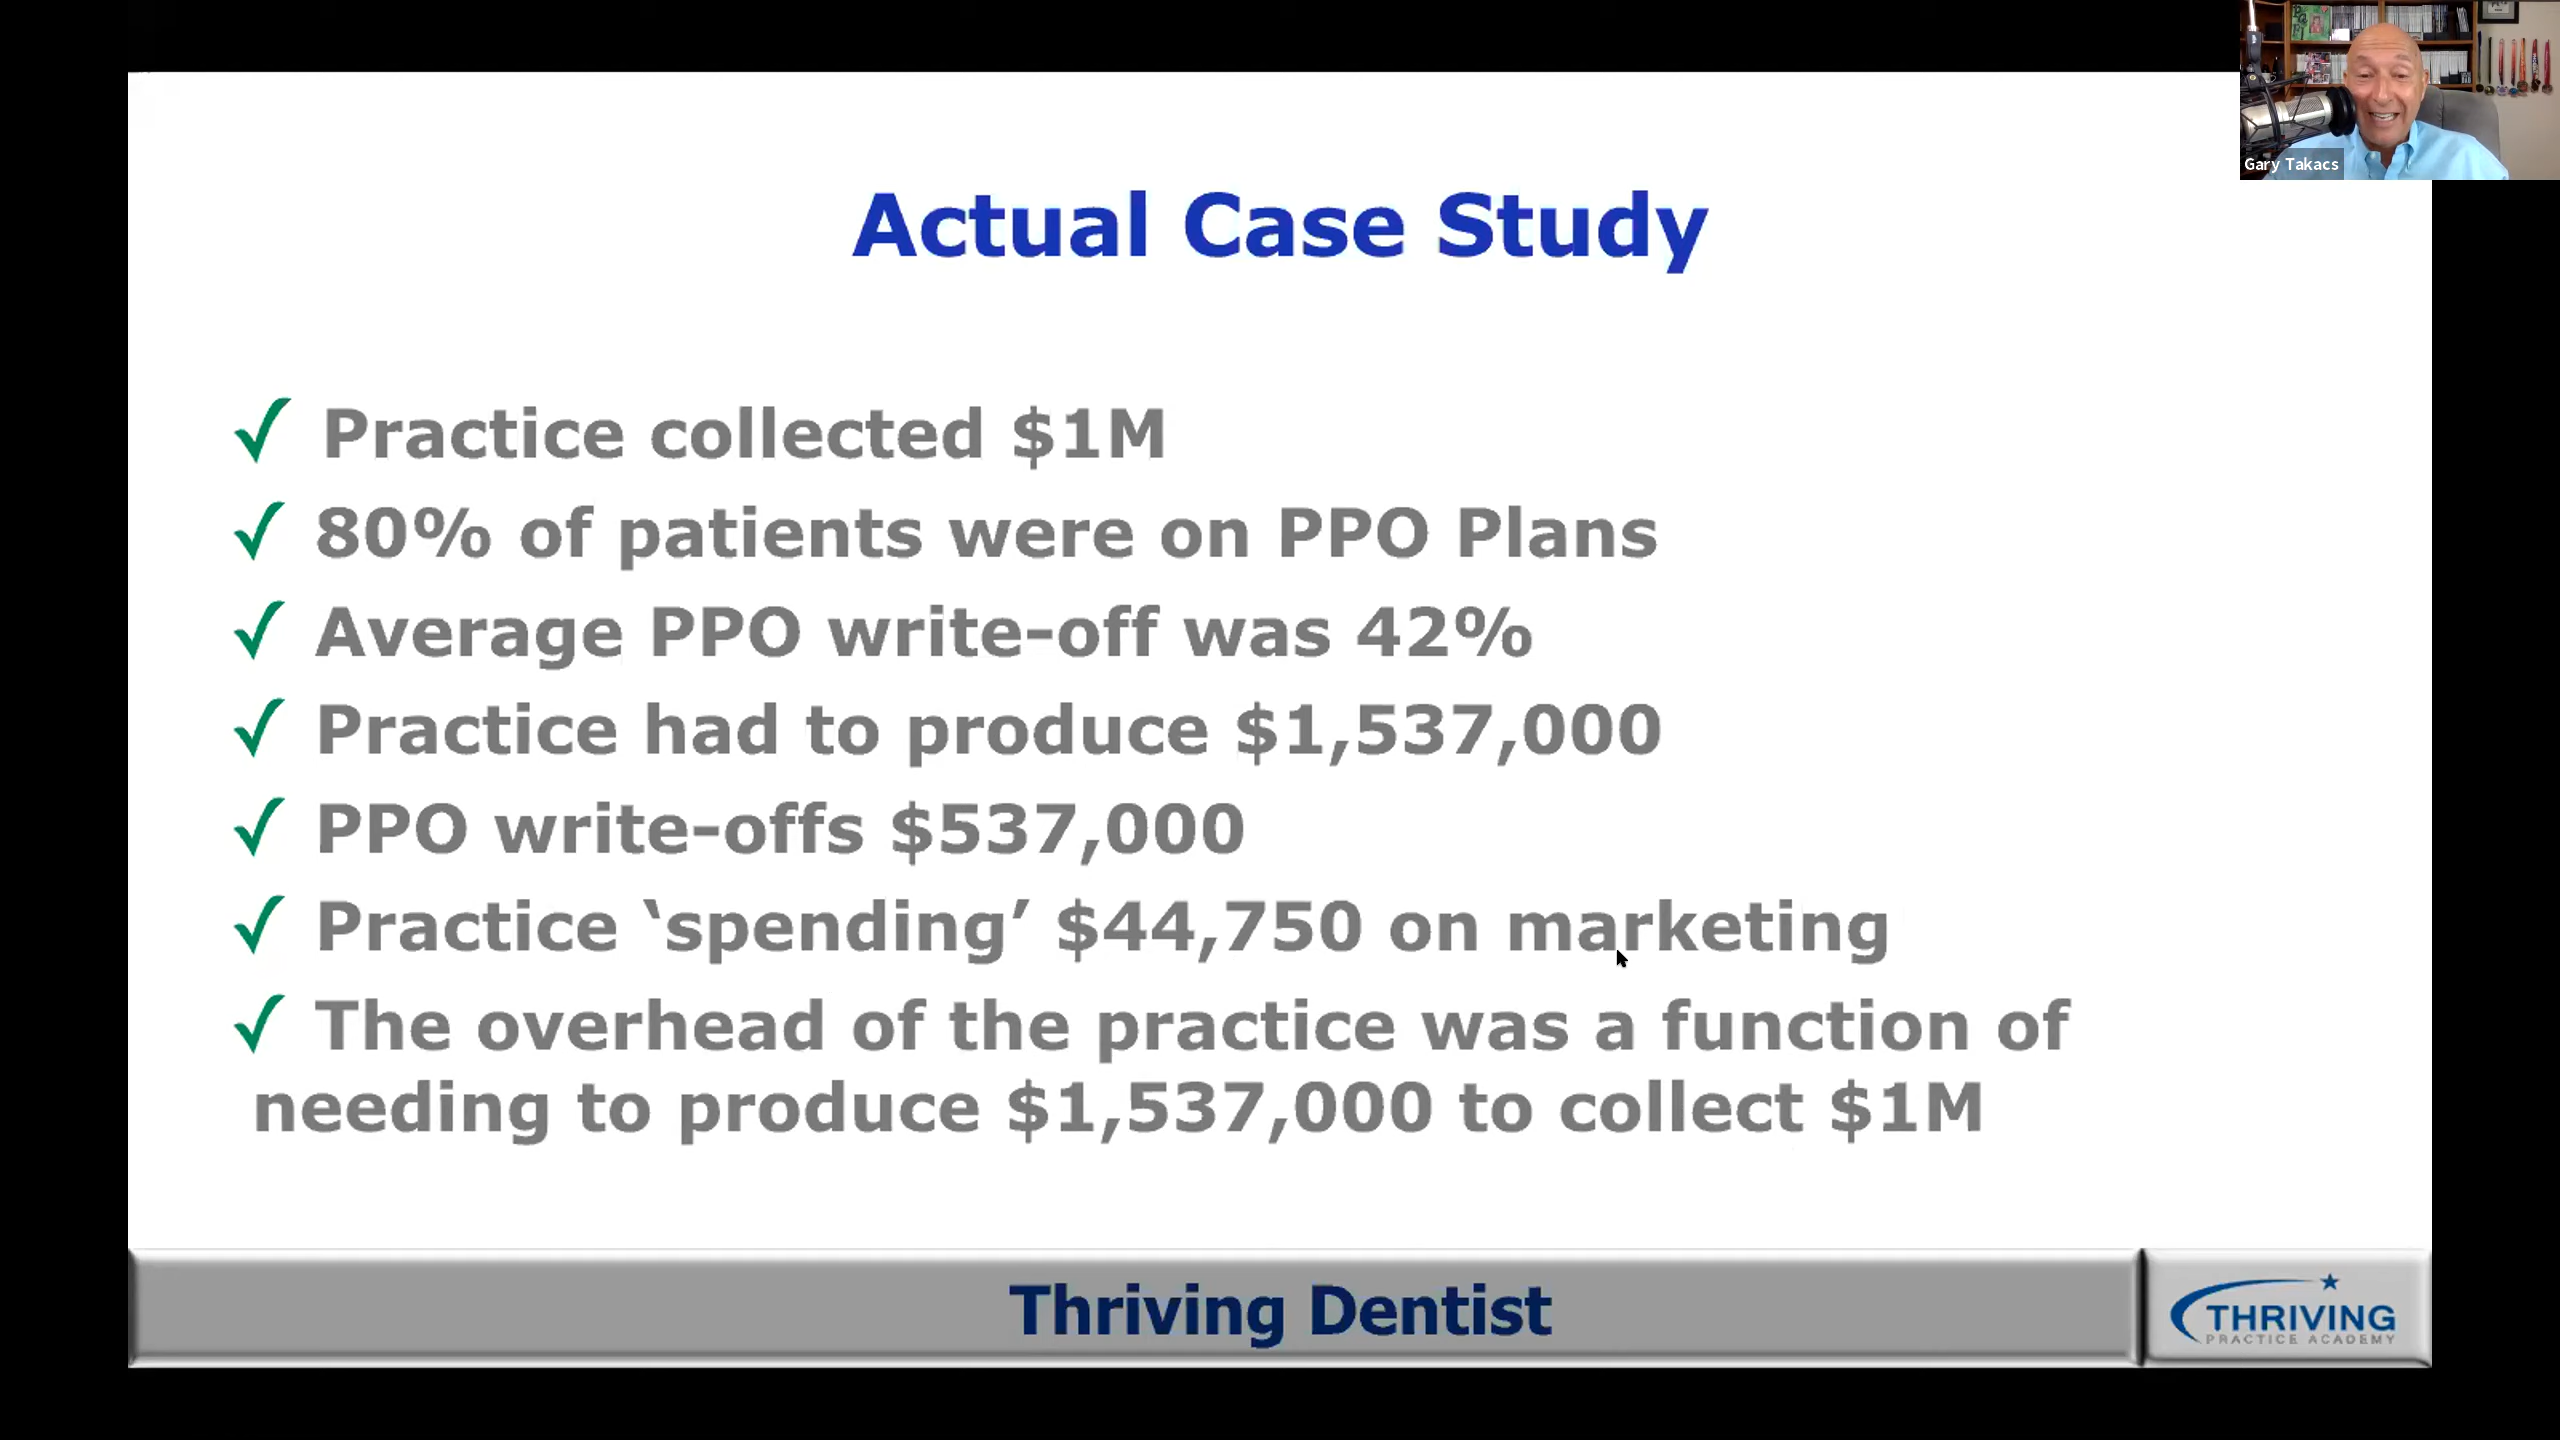 Gary Takacs
Actual Case Study
✓ Practice collected $1M
✓ 80% of patients were on PPO Plans
✓ Average PPO write-off was 42%
✓ Practice had to produce $1,537,000
✓ PPO write-offs $537,000
✓ Practice ‘spending’ $44,750 on marketing
✓ The overhead of the practice was a function of
needing to produce $1,537,000 to collect $1M
Thriving Dentist
THRIVING
PRACTICE ACADEMY